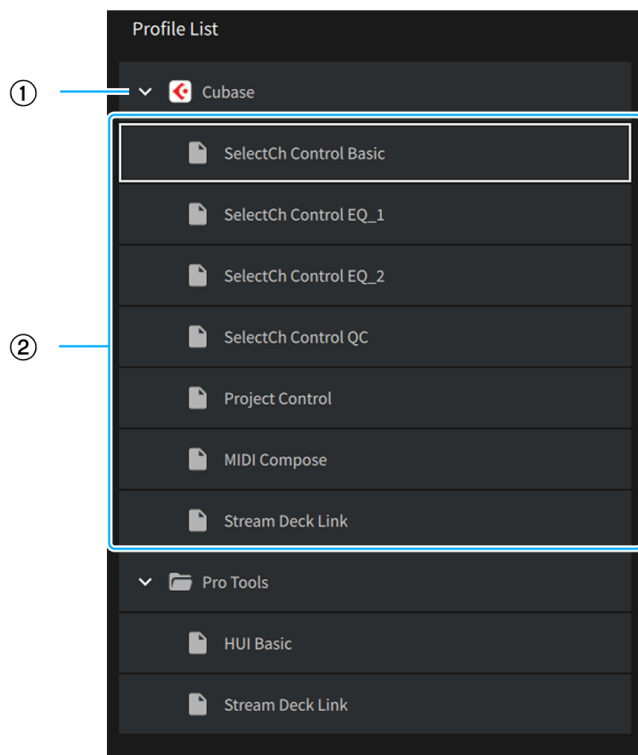 Profile List
① Cubase
SelectCh Control Basic
SelectCh Control EQ_1
SelectCh Control EQ_2
② SelectCh Control QC
Project Control
MIDI Compose
Stream Deck Link
Pro Tools
HUI Basic
Stream Deck Link